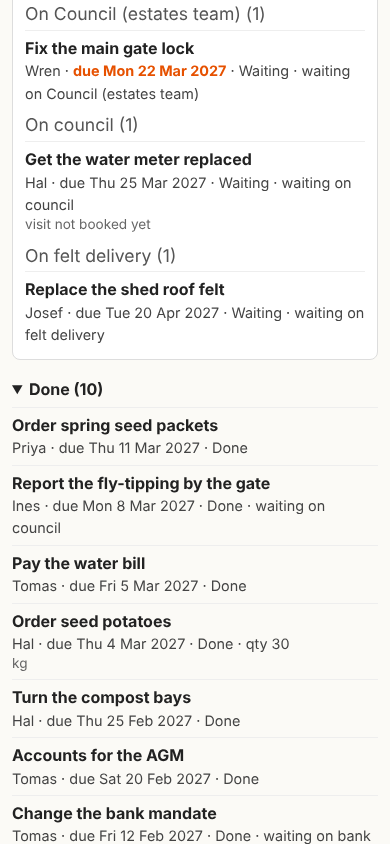 On Council (estates team) (1)
Fix the main gate lock
Wren · due Mon 22 Mar 2027 · Waiting · waiting
on Council (estates team)
On council (1)
Get the water meter replaced
Hal · due Thu 25 Mar 2027 · Waiting · waiting on
council
visit not booked yet
On felt delivery (1)
Replace the shed roof felt
Josef · due Tue 20 Apr 2027 · Waiting · waiting on
felt delivery
▼ Done (10)
Order spring seed packets
Priya · due Thu 11 Mar 2027 · Done
Report the fly-tipping by the gate
Ines · due Mon 8 Mar 2027 · Done · waiting on
council
Pay the water bill
Tomas · due Fri 5 Mar 2027 · Done
Order seed potatoes
Hal · due Thu 4 Mar 2027 · Done · qty 30
kg
Turn the compost bays
Hal · due Thu 25 Feb 2027 · Done
Accounts for the AGM
Tomas · due Sat 20 Feb 2027 · Done
Change the bank mandate
Tomas · due Fri 12 Feb 2027 · Done · waiting on bank